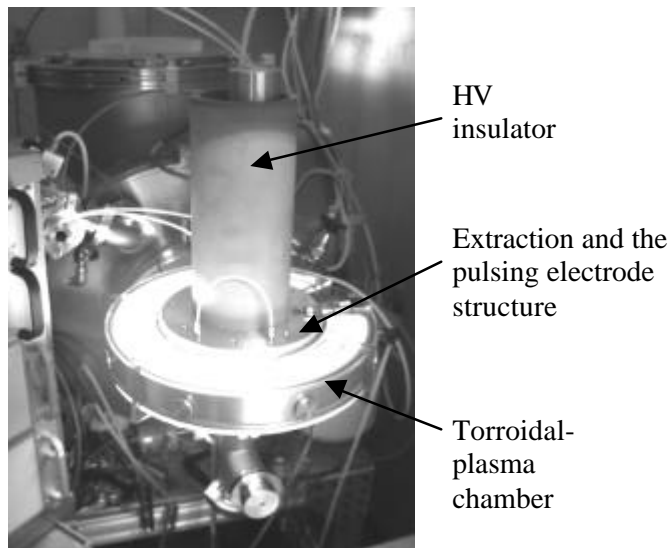 HV
insulator
Extraction and the
pulsing electrode
structure
Torroidal-
plasma
chamber